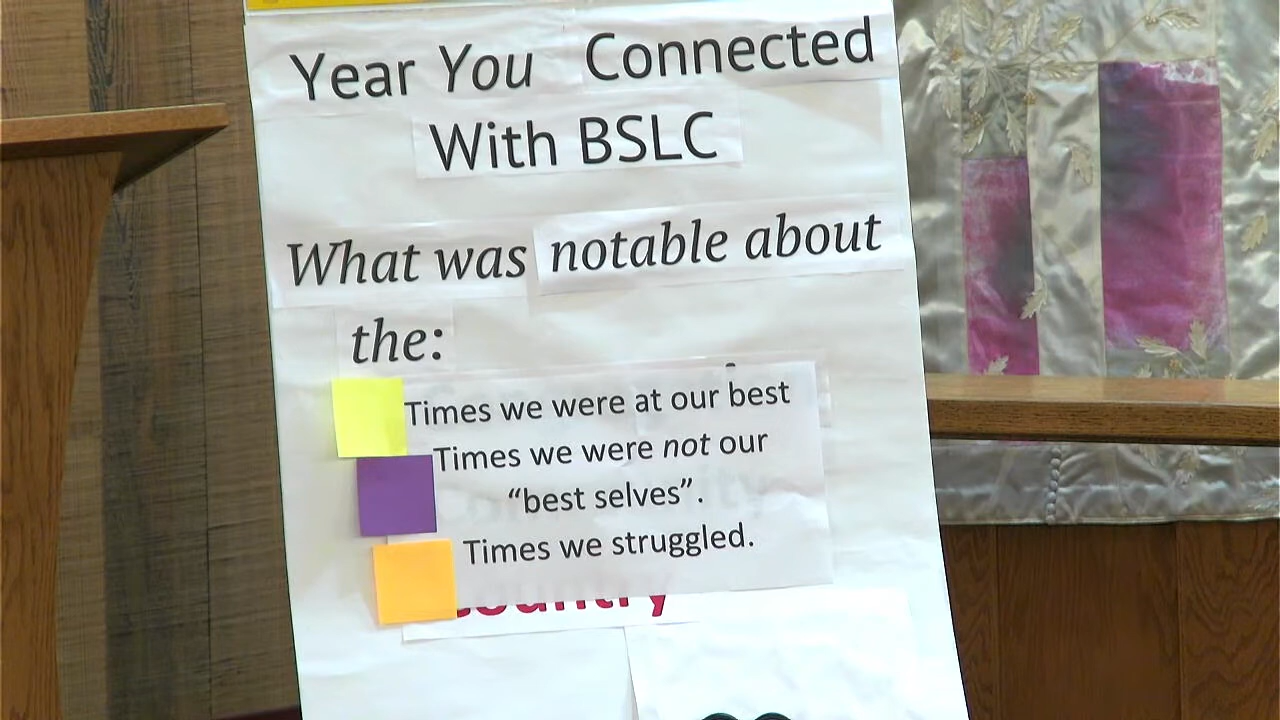 Year You Connected
With BSLC
What was notable about
the:
Times we were at our best
Times we were not our
“best selves”.
Times we struggled.
Country